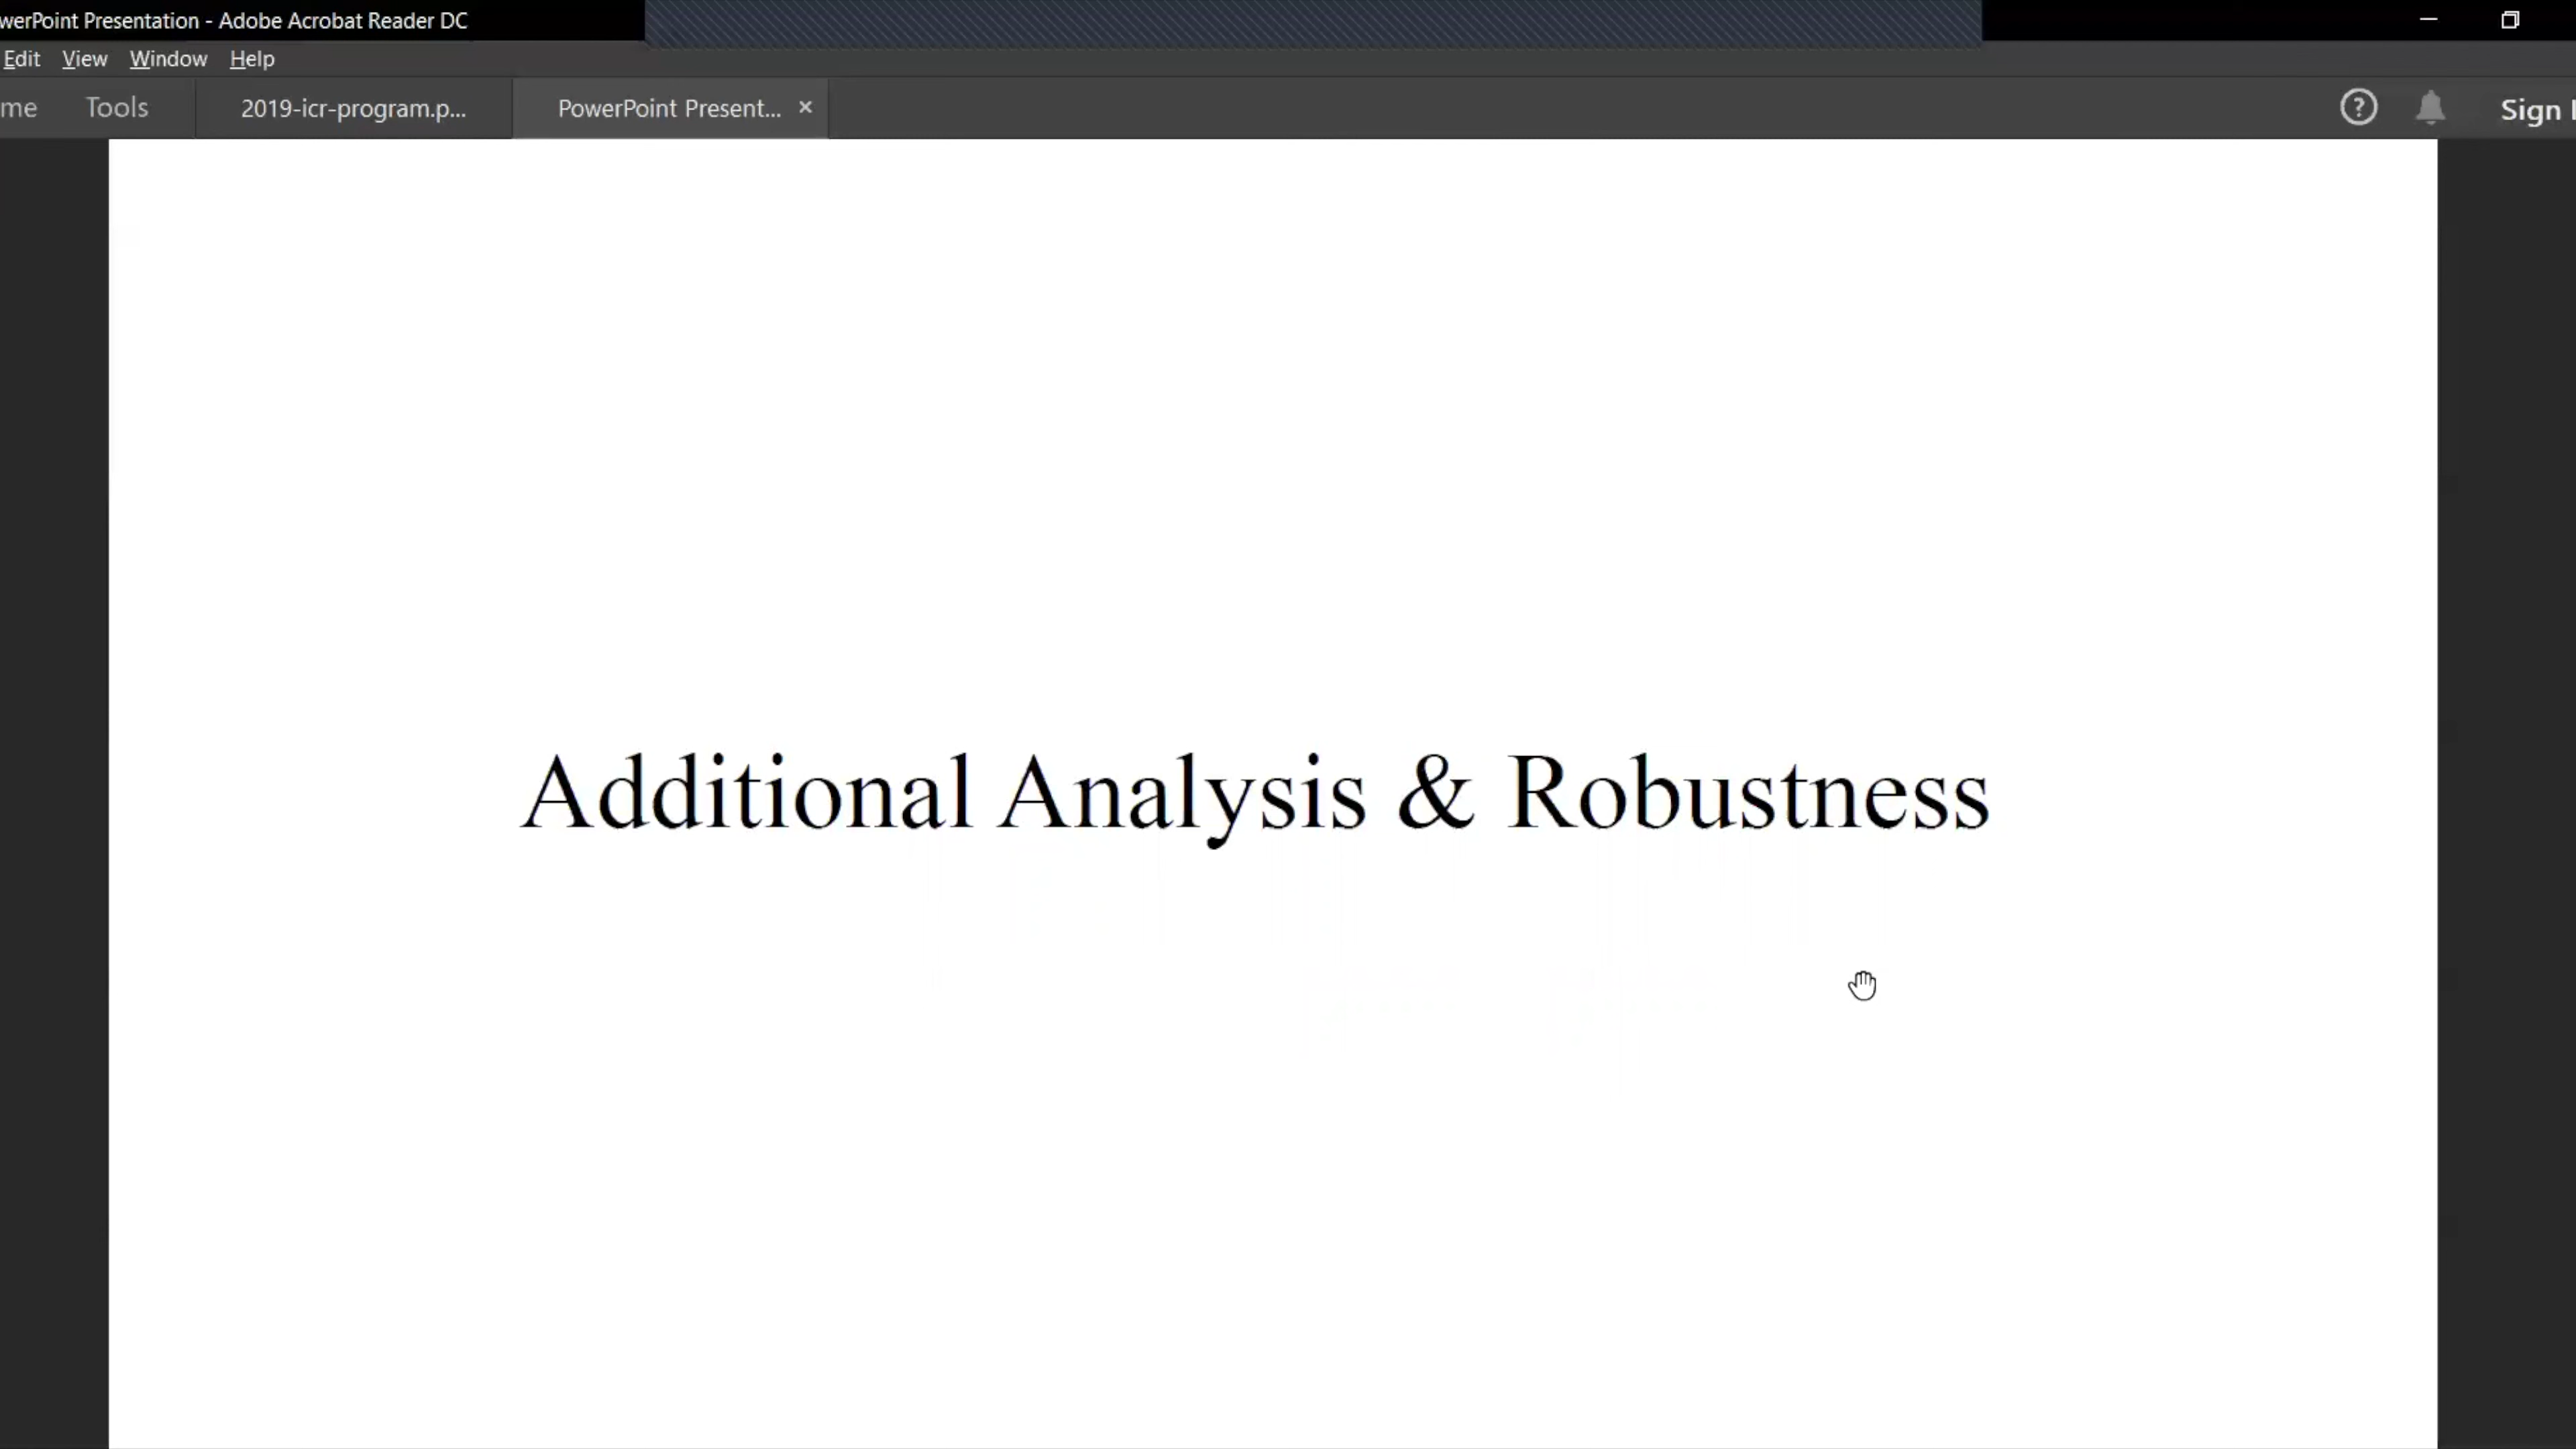 werPoint Presentation - Adobe Acrobat Reader DC
Edit View Window Help
me Tools 2019-icr-program.p... PowerPoint Present... × ? Sign
Additional Analysis & Robustness